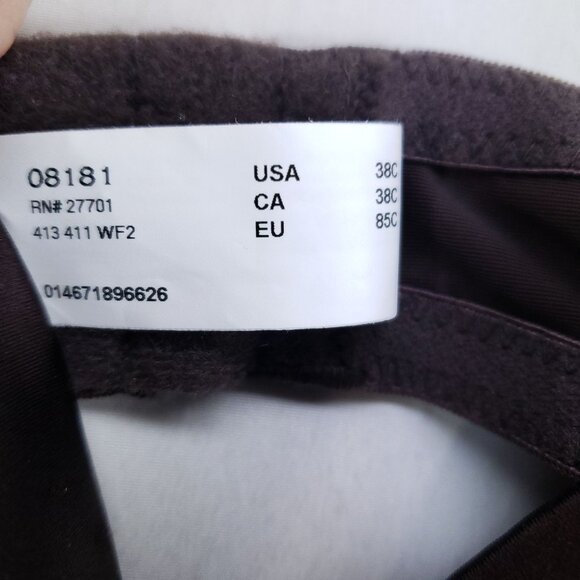 08181
RN# 27701
413 411 WF2
014671896626
USA 38C
CA 38C
EU 85C